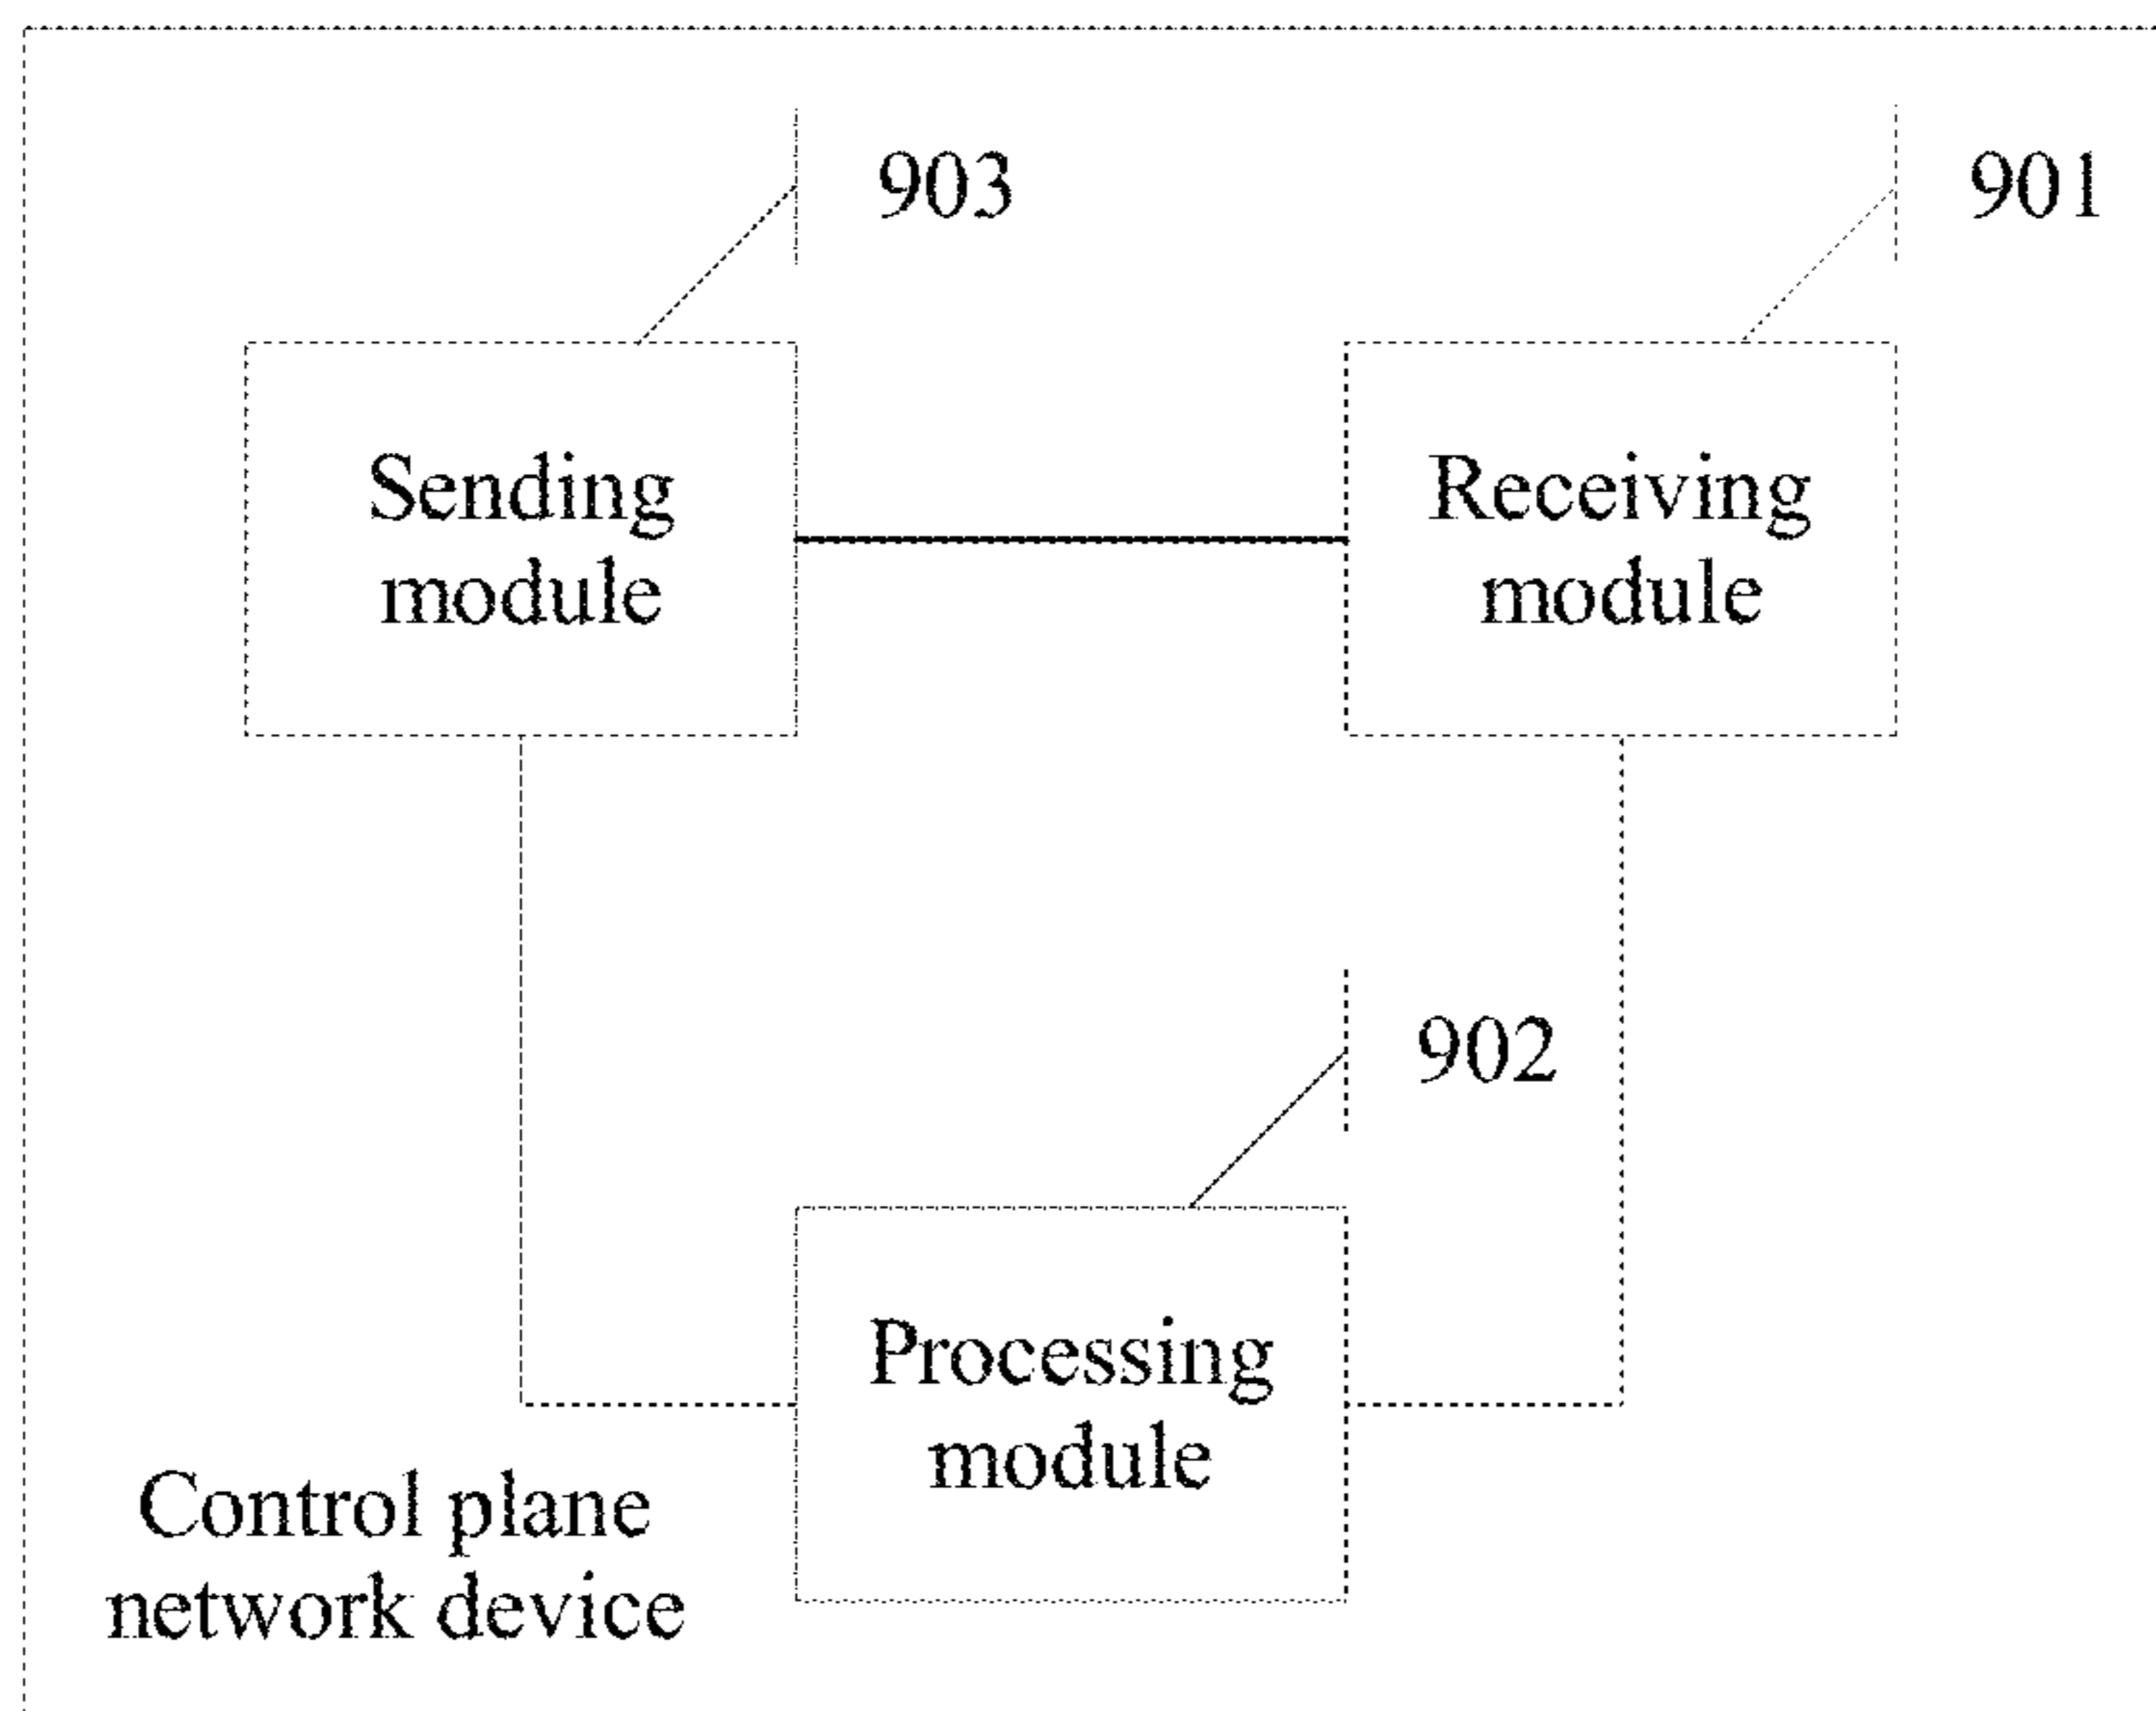 903
901
Sending
module
Receiving
module
902
Processing
module
Control plane
network device